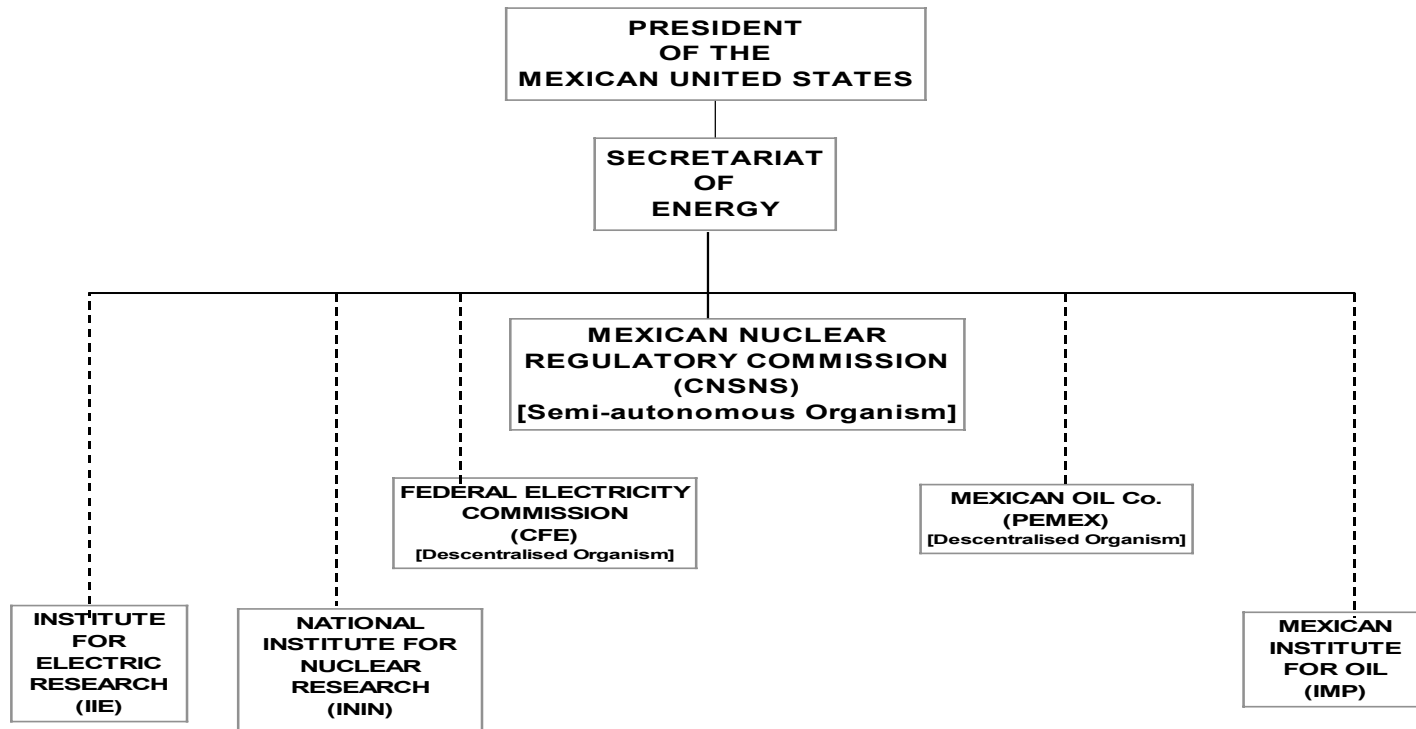 PRESIDENT
OF THE
MEXICAN UNITED STATES
SECRETARIAT
OF
ENERGY
MEXICAN NUCLEAR
REGULATORY COMMISSION
(CNSNS)
[Semi-autonomous Organism]
FEDERAL ELECTRICITY
COMMISSION
(CFE)
[Descentralised Organism]
MEXICAN OIL Co.
(PEMEX)
[Descentralised Organism]
INSTITUTE
FOR
ELECTRIC
RESEARCH
(IIE)
NATIONAL
INSTITUTE FOR
NUCLEAR
RESEARCH
(ININ)
MEXICAN
INSTITUTE
FOR OIL
(IMP)